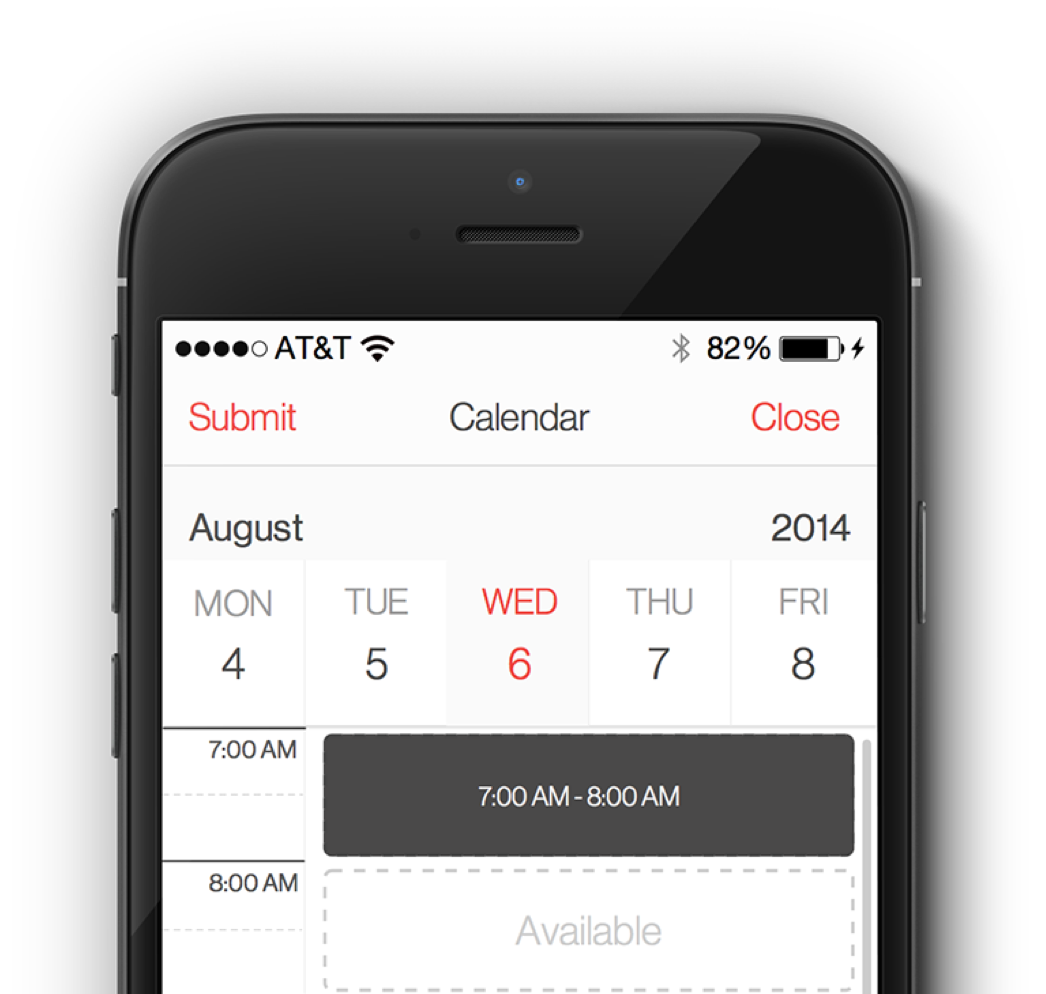 AT&T 82%
Submit Calendar Close
August 2014
MON TUE WED THU FRI
4 5 6 7 8
7:00 AM
7:00 AM - 8:00 AM
8:00 AM
Available